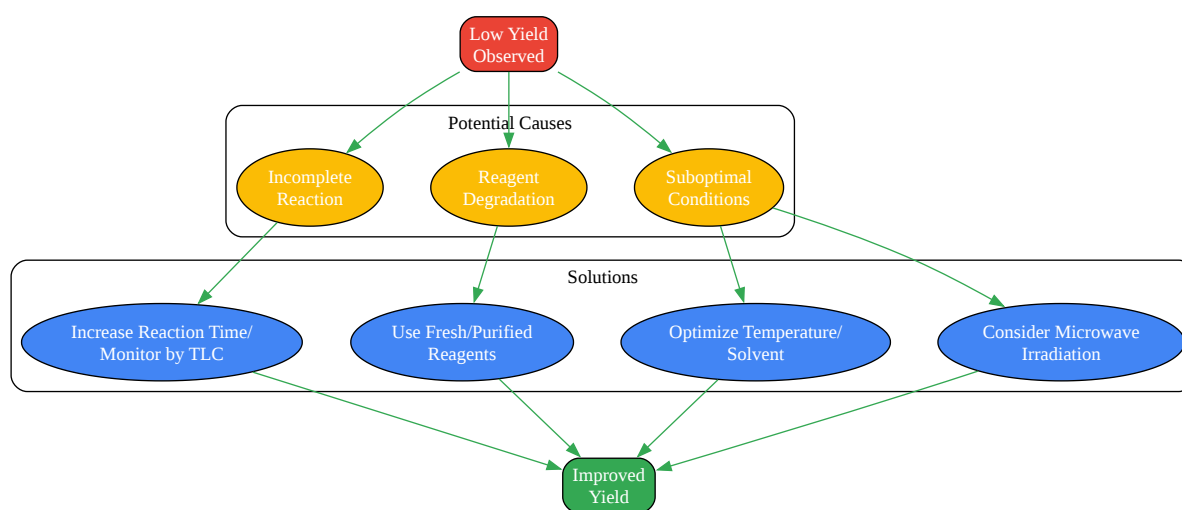 Low Yield
Observed
Potential Causes
Incomplete
Reaction
Reagent
Degradation
Suboptimal
Conditions
Solutions
Increase Reaction Time/
Monitor by TLC
Use Fresh/Purified
Reagents
Optimize Temperature/
Solvent
Consider Microwave
Irradiation
Improved
Yield